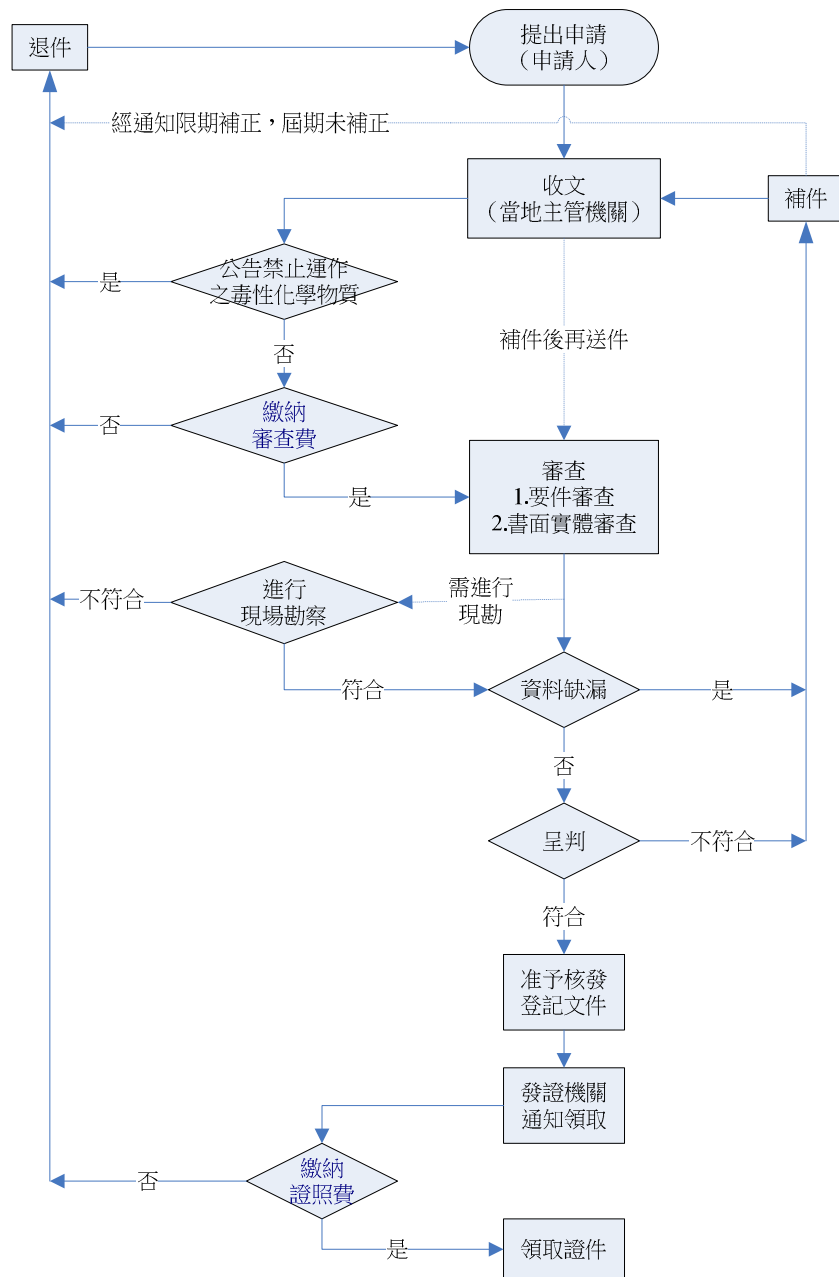 退件
提出申請
（申請人）
經通知限期補正，屆期未補正
收文
（當地主管機關）
補件
公告禁止運作
之毒性化學物質
是
否
補件後再送件
繳納
審查費
否
是
審查
1.要件審查
2.書面實體審查
進行
現場勘察
不符合
需進行
現勘
符合
資料缺漏
是
否
呈判
不符合
符合
准予核發
登記文件
發證機關
通知領取
繳納
證照費
否
是
領取證件